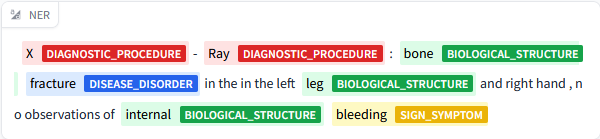 NER
X DIAGNOSTIC_PROCEDURE - Ray DIAGNOSTIC_PROCEDURE : bone BIOLOGICAL_STRUCTURE
fracture DISEASE_DISORDER in the in the left leg BIOLOGICAL_STRUCTURE and right hand , n
o observations of internal BIOLOGICAL_STRUCTURE bleeding SIGN_SYMPTOM